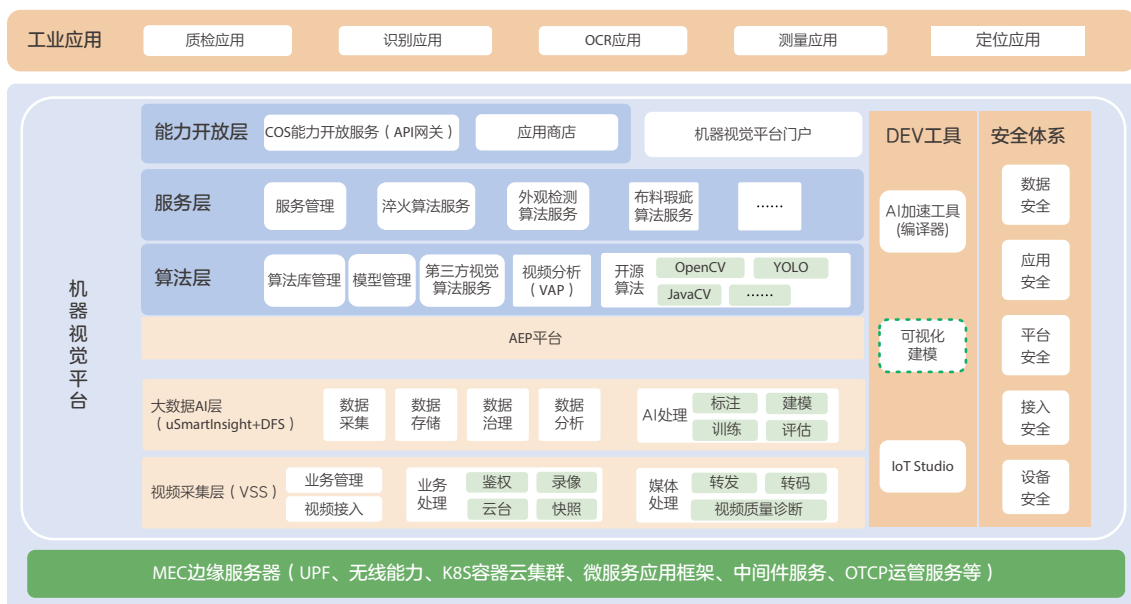 工业应用
质检应用
识别应用
OCR应用
测量应用
定位应用
机器视觉平台
能力开放层
COS能力开放服务（API网关）
应用商店
机器视觉平台门户
服务层
服务管理
淬火算法服务
外观检测
算法服务
布料瑕疵
算法服务
......
算法层
算法库管理
模型管理
第三方视觉
算法服务
视频分析
（VAP）
开源
算法
OpenCV
YOLO
JavaCV
......
AEP平台
大数据AI层
（uSmartInsight+DFS）
数据
采集
数据
存储
数据
治理
数据
分析
AI处理
标注
建模
训练
评估
视频采集层（VSS）
业务管理
视频接入
业务
处理
鉴权
录像
云台
快照
媒体
处理
转发
转码
视频质量诊断
DEV工具
AI加速工具
(编译器)
可视化
建模
IoT Studio
安全体系
数据
安全
应用
安全
平台
安全
接入
安全
设备
安全
MEC边缘服务器（UPF、无线能力、K8S容器云集群、微服务应用框架、中间件服务、OTCP运管服务等）